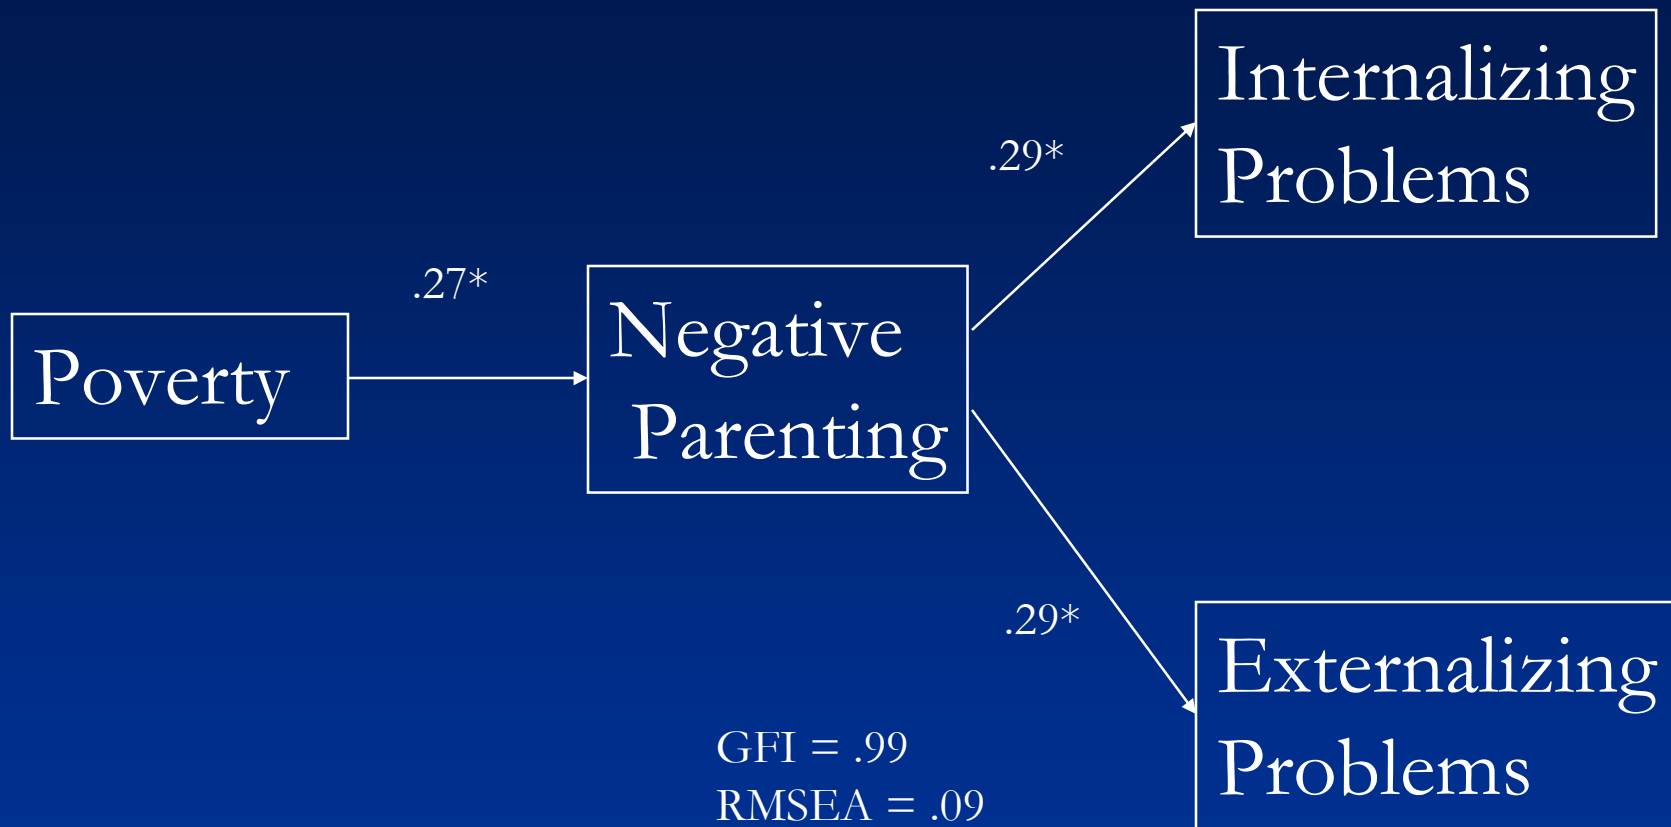 Internalizing
Problems
.29*
.27*
Negative
Parenting
Poverty
.29*
Externalizing
Problems
GFI = .99
RMSEA = .09